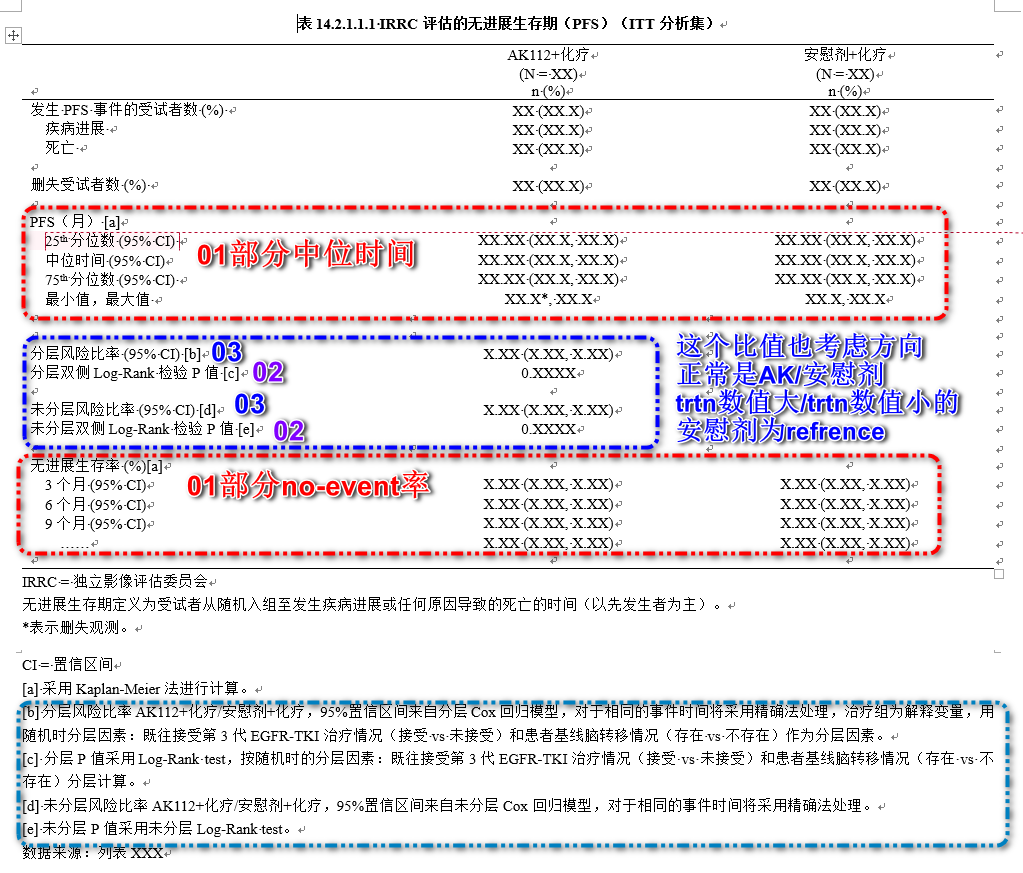 表 14.2.1.1.1 IRRC 评估的无进展生存期（PFS）（ITT 分析集）
AK112+化疗 安慰剂+化疗
(N = XX) (N = XX)
n (%) n (%)
发生 PFS 事件的受试者数 (%) XX (XX.X) XX (XX.X)
疾病进展 XX (XX.X) XX (XX.X)
死亡 XX (XX.X) XX (XX.X)
删失受试者数 (%) XX (XX.X) XX (XX.X)
PFS（月） [a]
25th 分位数 (95% CI) XX.XX (XX.X, XX.X) XX.XX (XX.X, XX.X)
中位时间 (95% CI) XX.XX (XX.X, XX.X) XX.XX (XX.X, XX.X)
75th 分位数 (95% CI) XX.XX (XX.X, XX.X) XX.XX (XX.X, XX.X)
最小值，最大值 XX.X*, XX.X XX.X, XX.X
01部分中位时间
分层风险比率 (95% CI) [b] 03 X.XX (X.XX, X.XX)
分层双侧 Log-Rank 检验 P 值 [c] 02 0.XXXX
未分层风险比率 (95% CI) [d] 03 X.XX (X.XX, X.XX)
未分层双侧 Log-Rank 检验 P 值 [e] 02 0.XXXX
这个比值也考虑方向
正常是AK/安慰剂
trtn数值大/trtn数值小的
安慰剂为refrence
无进展生存率 (%)[a]
3 个月 (95% CI) X.XX (X.XX, X.XX) X.XX (X.XX, X.XX)
6 个月 (95% CI) X.XX (X.XX, X.XX) X.XX (X.XX, X.XX)
9 个月 (95% CI) X.XX (X.XX, X.XX) X.XX (X.XX, X.XX)
…… X.XX (X.XX, X.XX) X.XX (X.XX, X.XX)
01部分no-event率
IRRC = 独立影像评估委员会
无进展生存期定义为受试者从随机入组至发生疾病进展或任何原因导致的死亡的时间（以先发生者为主）。
*表示删失观测。
CI = 置信区间
[a] 采用 Kaplan-Meier 法进行计算。
[b] 分层风险比率 AK112+化疗/安慰剂+化疗，95%置信区间来自分层 Cox 回归模型，对于相同的事件时间将采用精确法处理，治疗组为解释变量，用
随机时分层因素：既往接受第 3 代 EGFR-TKI 治疗情况（接受 vs 未接受）和患者基线脑转移情况（存在 vs 不存在）作为分层因素。
[c] 分层 P 值采用 Log-Rank test，按随机时的分层因素：既往接受第 3 代 EGFR-TKI 治疗情况（接受 vs 未接受）和患者基线脑转移情况（存在 vs 不
存在）分层计算。
[d] 未分层风险比率 AK112+化疗/安慰剂+化疗，95%置信区间来自未分层 Cox 回归模型，对于相同的事件时间将采用精确法处理。
[e] 未分层 P 值采用未分层 Log-Rank test。
数据来源：列表 XXX